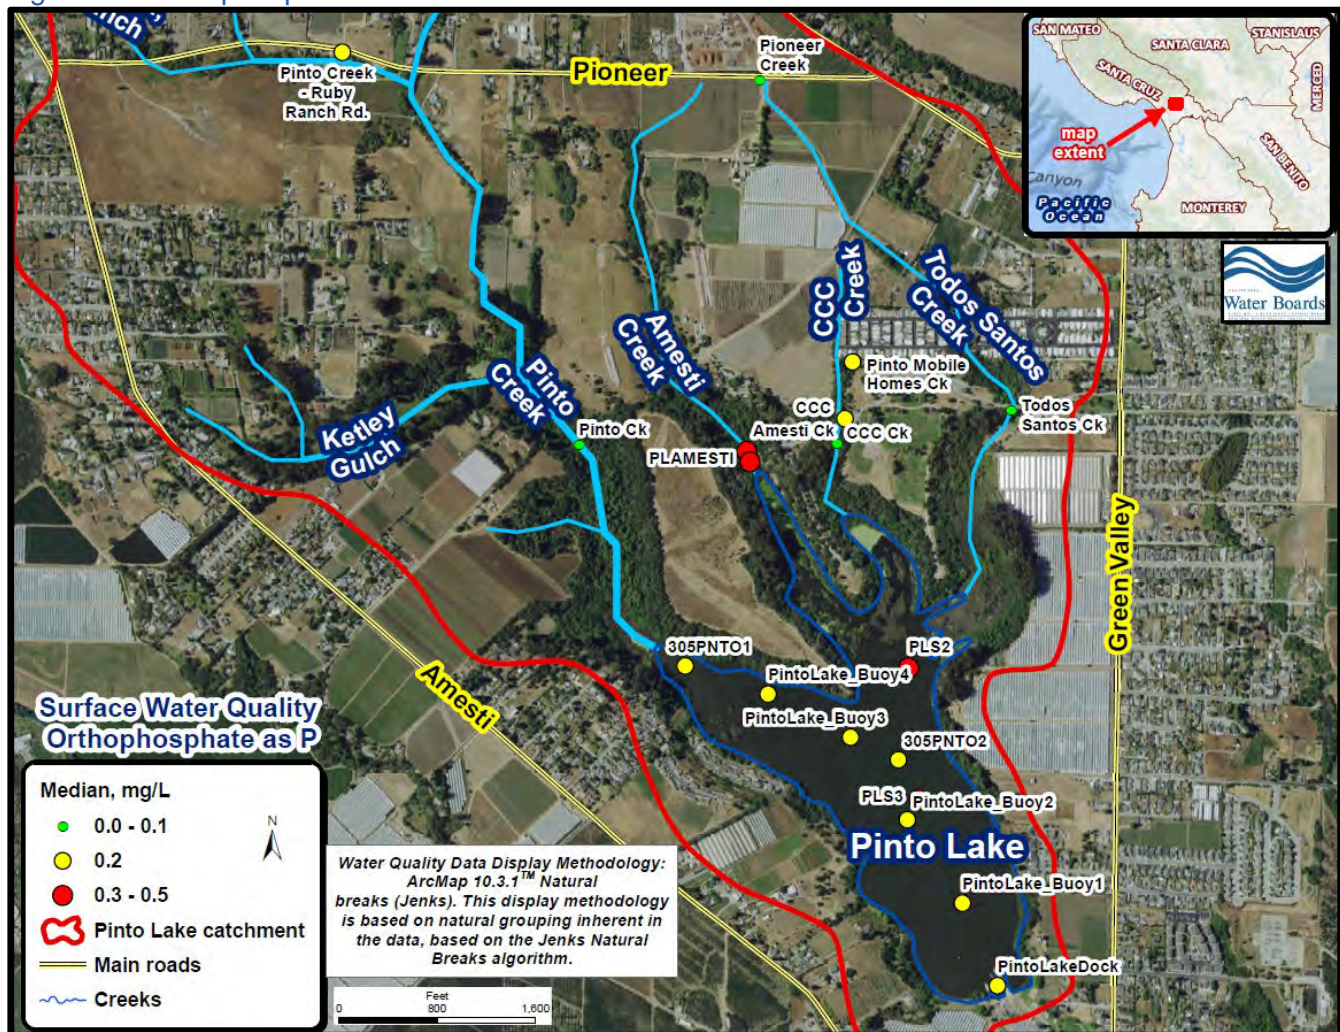 Pioneer
Pinto Creek
- Ruby
Ranch Rd.
Pioneer
Creek
SAN MATEO
SANTA CLARA
STANISLAUS
SANTA CRUZ
MERCED
map
extent
SAN BENITO
Canyon
Pacific
Ocean
MONTEREY
CALIFORNIA
Water Boards
Todos Santos
Creek
CCC
Creek
Amesti
Creek
Pinto
Creek
Ketley
Gulch
Pinto Mobile
Homes Ck
CCC
Amesti Ck
CCC Ck
Todos
Santos Ck
Pinto Ck
PLAMESTI
Green Valley
305PNTO1
PLS2
PintoLake_Buoy4
PintoLake_Buoy3
305PNTO2
PLS3
PintoLake_Buoy2
Pinto Lake
PintoLake_Buoy1
PintoLakeDock
Amesti
Surface Water Quality
Orthophosphate as P
Median, mg/L
0.0 - 0.1
0.2
0.3 - 0.5
Pinto Lake catchment
Main roads
Creeks
N
Water Quality Data Display Methodology:
ArcMap 10.3.1™ Natural
breaks (Jenks). This display methodology
is based on natural grouping inherent in
the data, based on the Jenks Natural
Breaks algorithm.
Feet
0 800 1,600